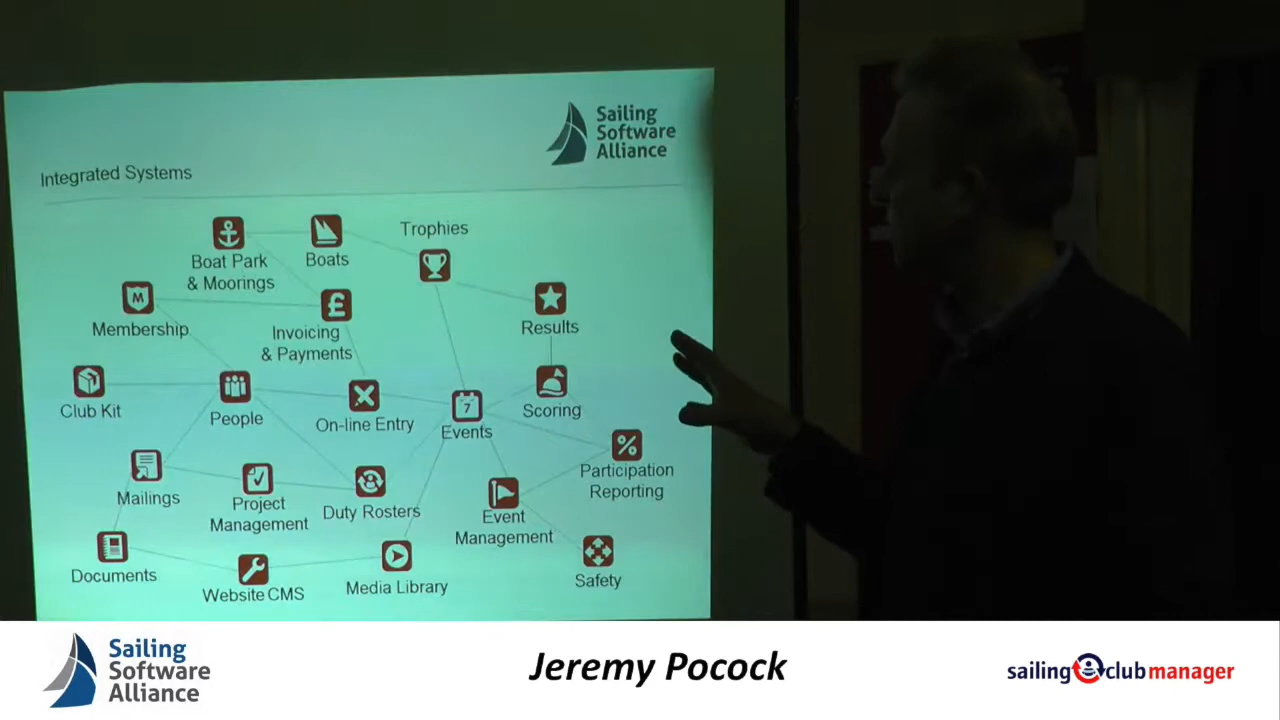 Sailing
Software
Alliance
Integrated Systems
Trophies
Boat Park
& Moorings
Boats
M
Membership
£
Invoicing
& Payments
Results
Club Kit
People
On-line Entry
7
Events
Scoring
%
Participation
Reporting
Mailings
Project
Management
Duty Rosters
Event
Management
Documents
Website CMS
Media Library
Safety
Sailing
Software
Alliance
Jeremy Pocock
sailing clubmanager